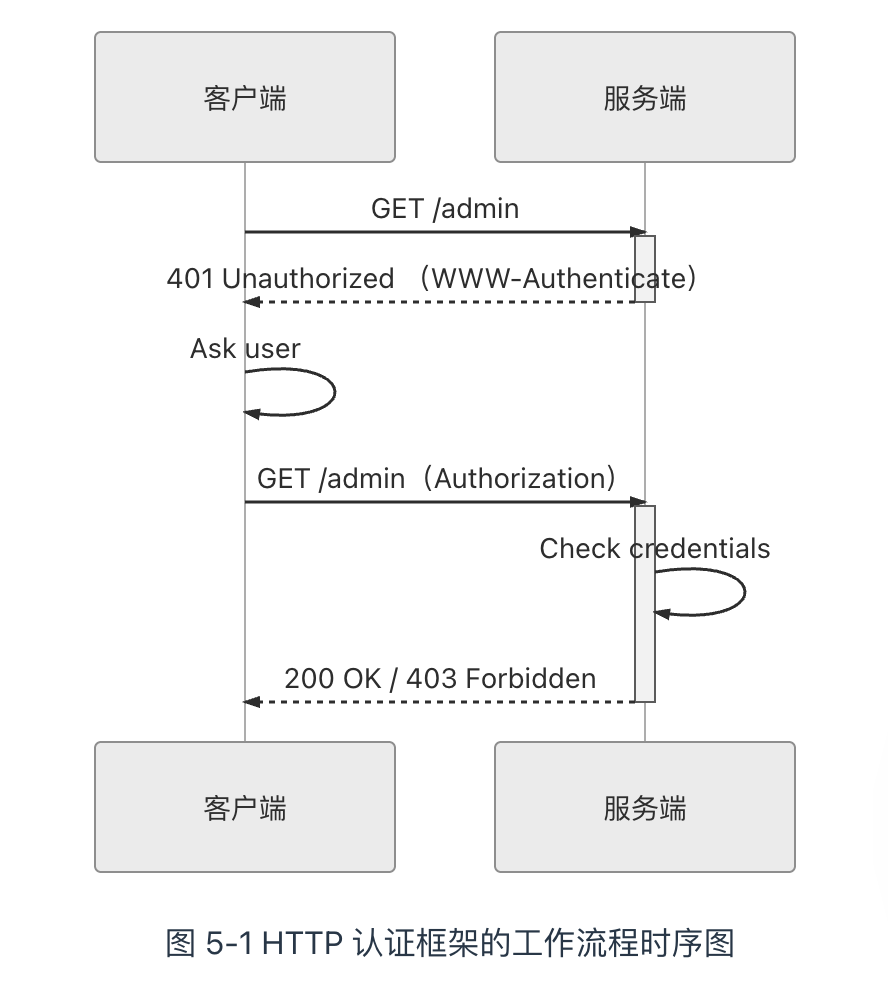 客户端
服务端
GET /admin
401 Unauthorized （WWW-Authenticate）
Ask user
GET /admin（Authorization）
Check credentials
200 OK / 403 Forbidden
客户端
服务端
图 5-1 HTTP 认证框架的工作流程时序图